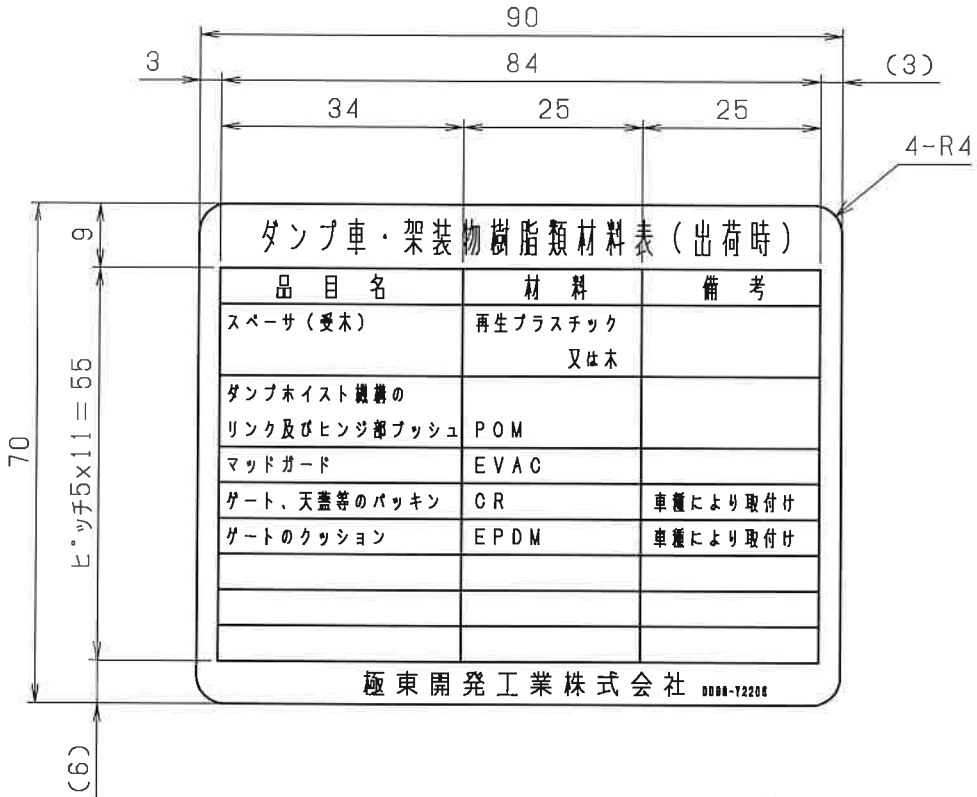 90
3
84
(3)
34
25
25
4-R4
9
ダンプ車・架装物樹脂類材料表(出荷時)
品目名 材料 備考
スペーサ(受木) 再生プラスチック
又は木
ダンプホイスト機構の
リンク及びヒンジ部ブッシュ POM
マッドガード EVAC
ゲート、天蓋等のパッキン CR 車種により取付け
ゲートのクッション EPDM 車種により取付け
ピッチ5x11=55
70
極東開発工業株式会社
(6)